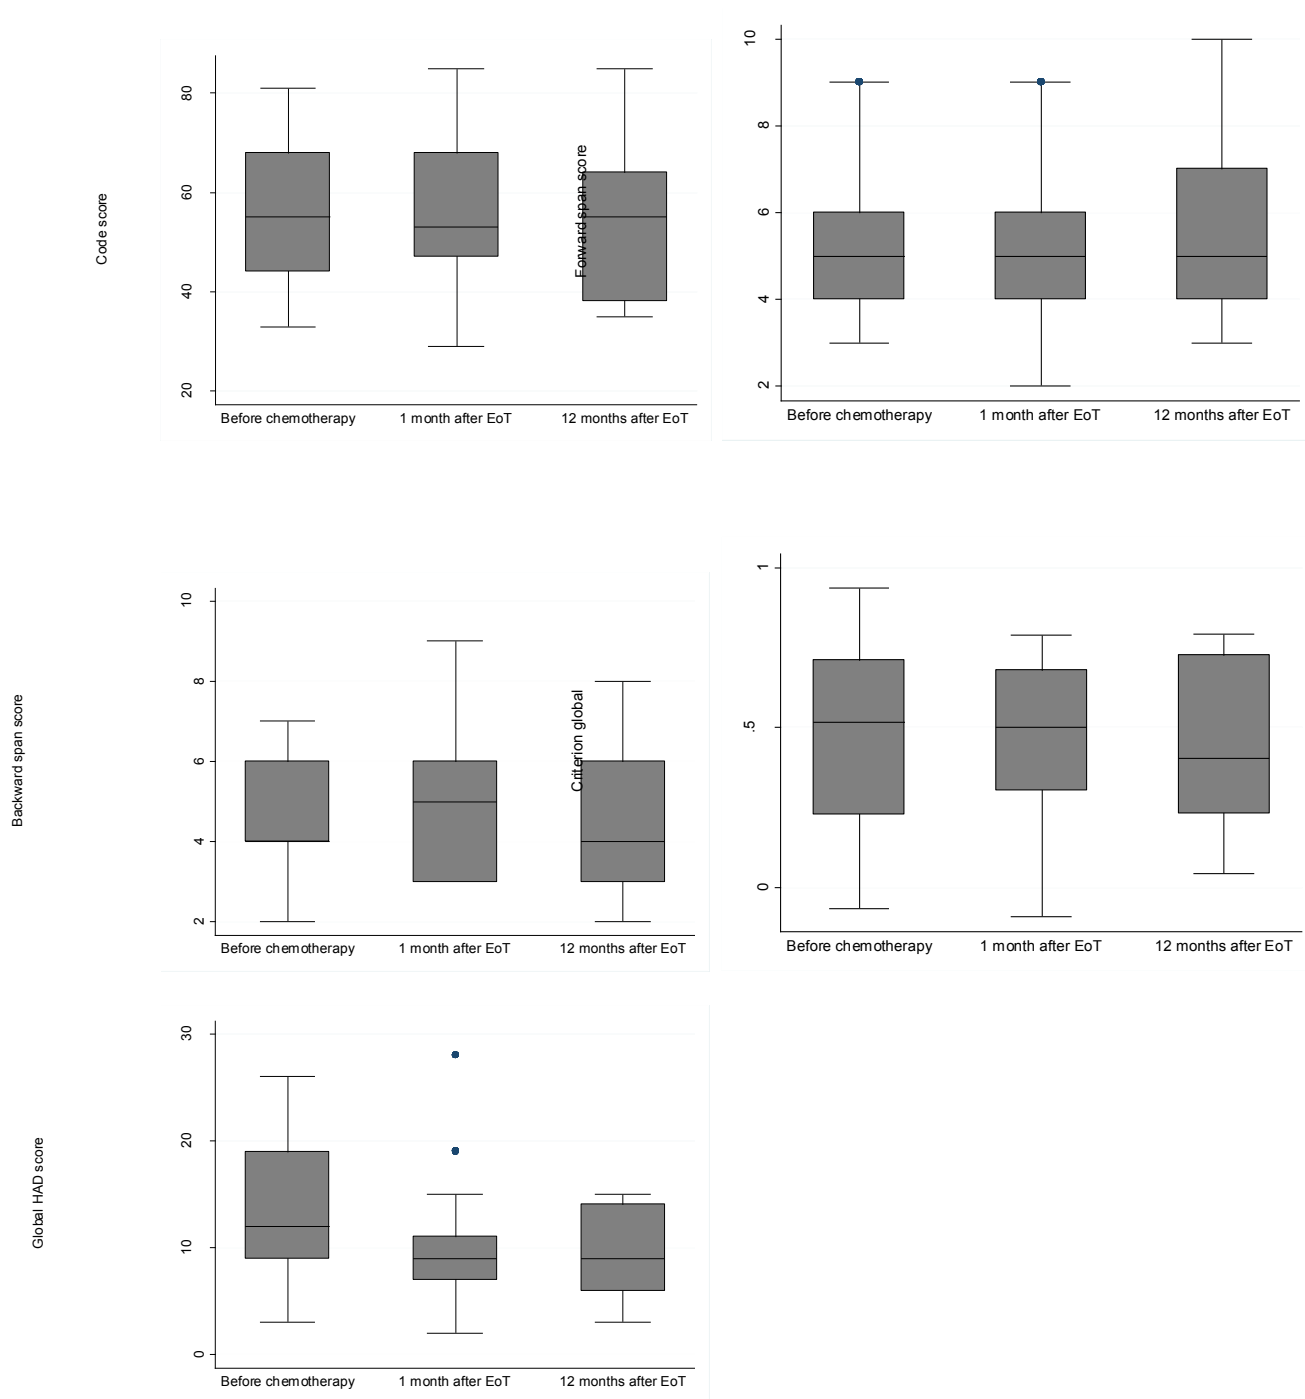 Code score
80
60
40
20
Before chemotherapy 1 month after EoT 12 months after EoT
Forward span score
10
8
6
4
2
Before chemotherapy 1 month after EoT 12 months after EoT
Backward span score
10
8
6
4
2
Before chemotherapy 1 month after EoT 12 months after EoT
Criterion global
1
.5
0
Before chemotherapy 1 month after EoT 12 months after EoT
Global HAD score
30
20
10
0
Before chemotherapy 1 month after EoT 12 months after EoT